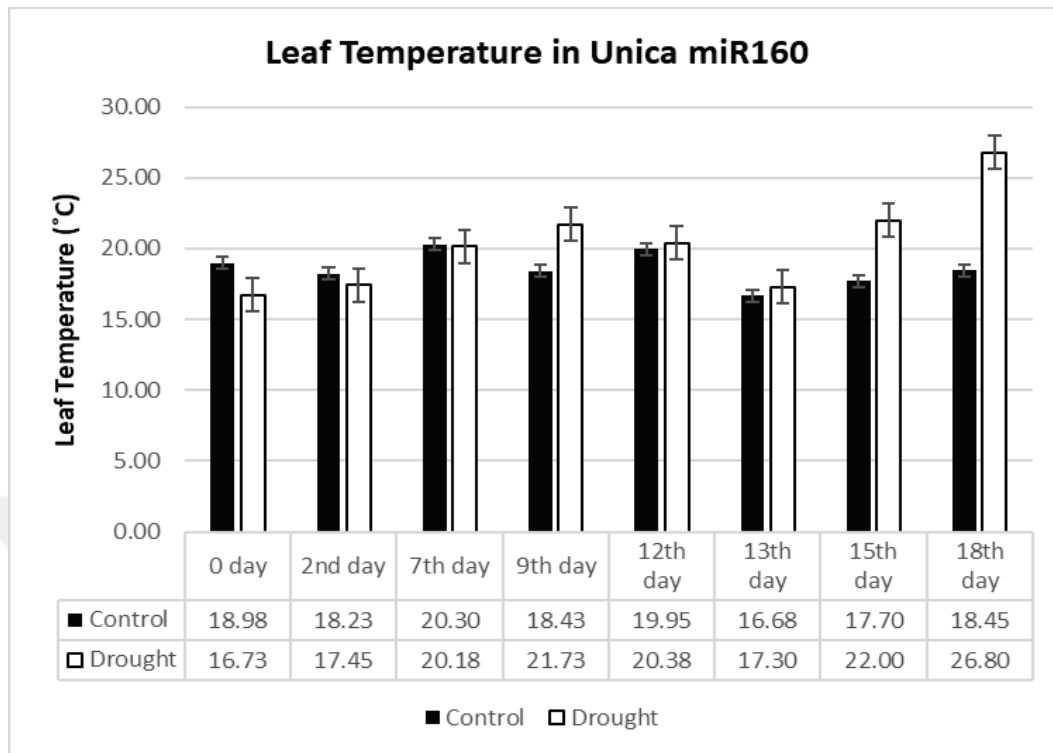 Leaf Temperature in Unica miR160
Leaf Temperature (˚C)
30.00
25.00
20.00
15.00
10.00
5.00
0.00
0 day 2nd day 7th day 9th day 12th day 13th day 15th day 18th day
Control 18.98 18.23 20.30 18.43 19.95 16.68 17.70 18.45
Drought 16.73 17.45 20.18 21.73 20.38 17.30 22.00 26.80
Control Drought